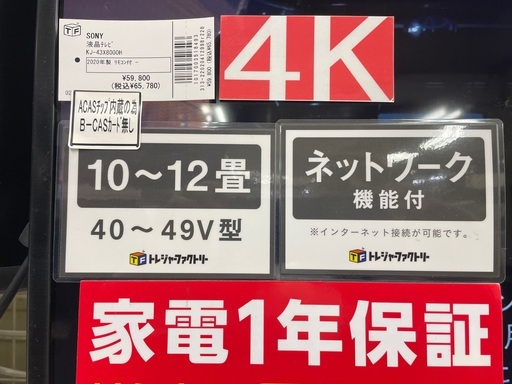 TF
SONY
液晶テレビ
KJ-43X8000H
2020年製 リモコン付 -
¥59,800
(税込¥65,780)
4K
ACASチップ内蔵の為
B-CASカード無し
10～12畳
40～49V型
TF トレジャーファクトリー
ネットワーク
機能付
※インターネット接続が可能です。
TF トレジャーファクトリー
家電1年保証